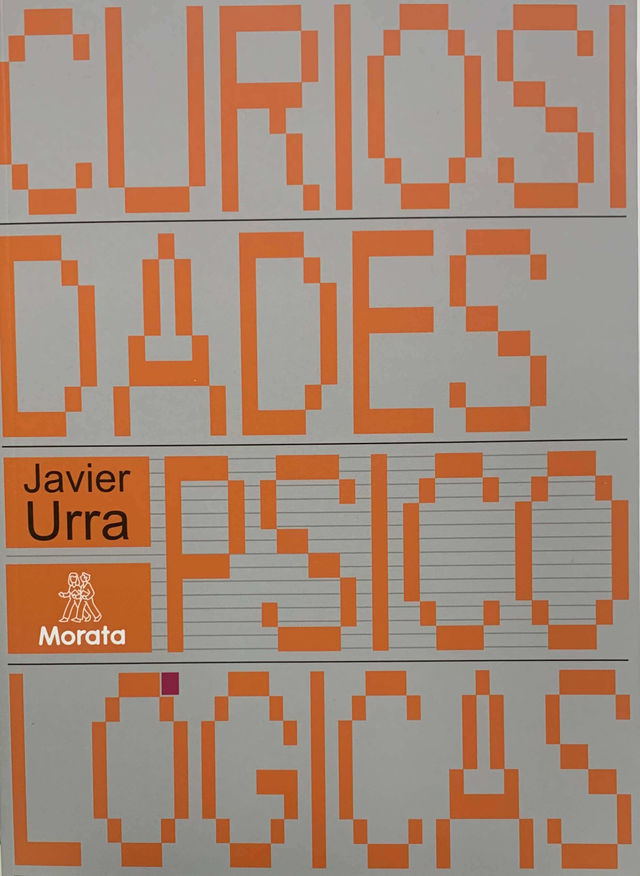 CURIOSI
DADES
Javier
Urra
PSICO
Morata
LÓGICAS